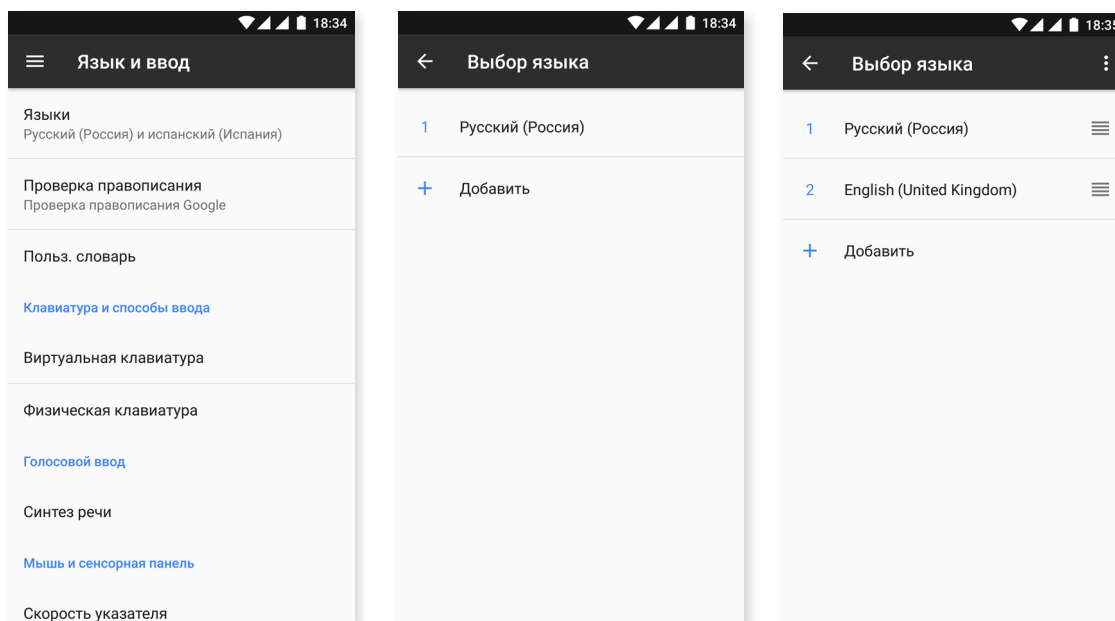 18:34
Язык и ввод
Языки
Русский (Россия) и испанский (Испания)
Проверка правописания
Проверка правописания Google
Польз. словарь
Клавиатура и способы ввода
Виртуальная клавиатура
Физическая клавиатура
Голосовой ввод
Синтез речи
Мышь и сенсорная панель
Скорость указателя
18:34
Выбор языка
1 Русский (Россия)
+ Добавить
18:35
Выбор языка
1 Русский (Россия)
2 English (United Kingdom)
+ Добавить